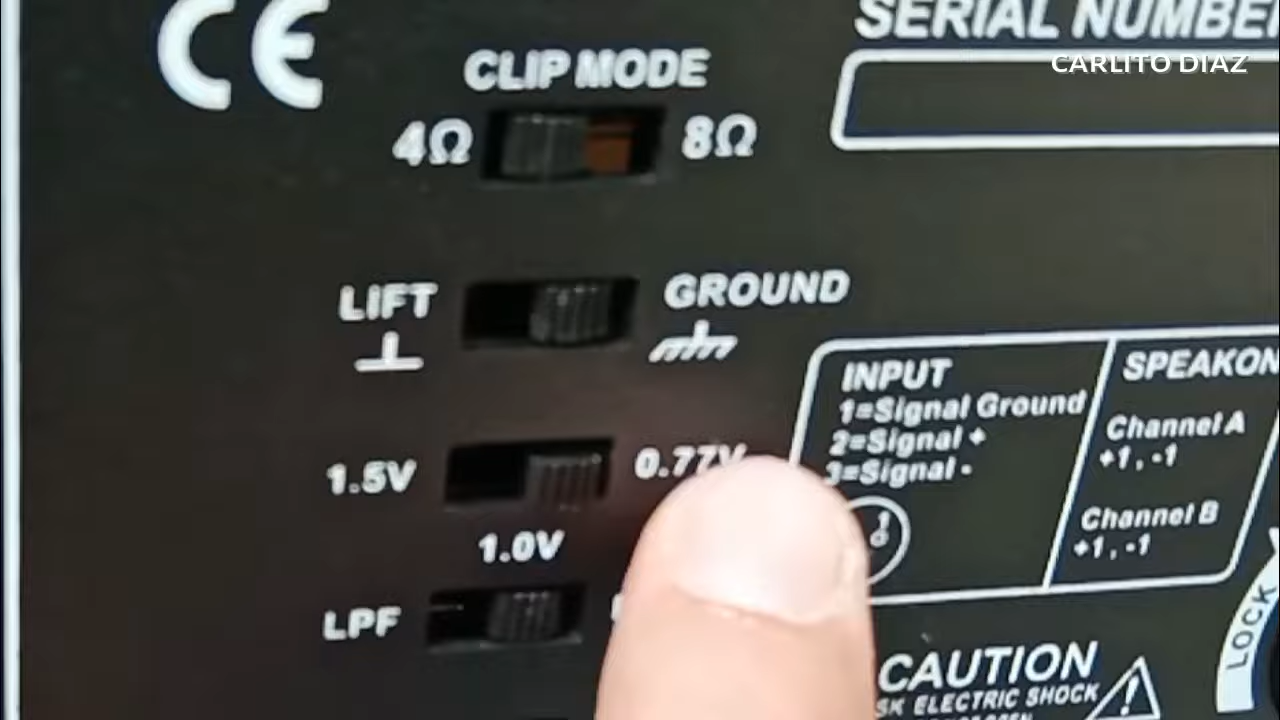 CE
SERIAL NUMBER
CARLITO DIAZ
CLIP MODE
4Ω 8Ω
LIFT GROUND
1.5V 0.77V
1.0V
LPF
INPUT
1=Signal Ground
2=Signal +
3=Signal -
SPEAKON
Channel A
+1, -1
Channel B
+1, -1
LOCK
CAUTION
ELECTRIC SHOCK